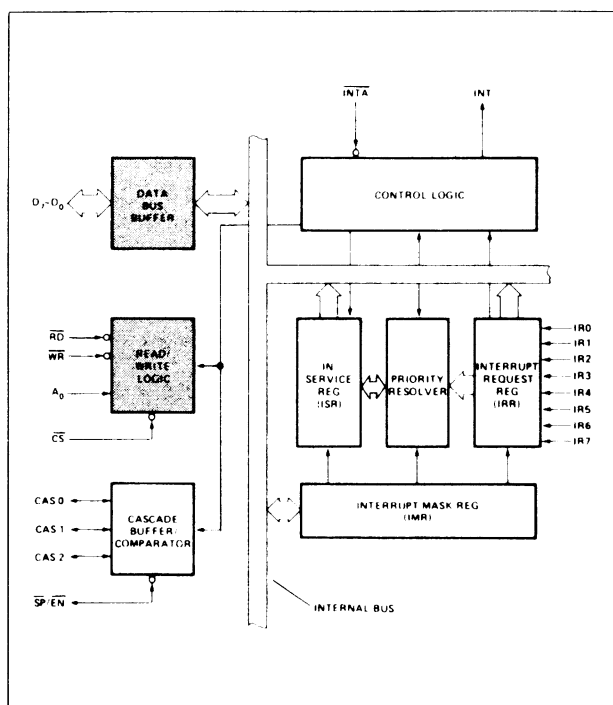 INTA
INT
CONTROL LOGIC
D7-D0
DATA
BUS
BUFFER
RD
WR
A0
CS
READ/
WRITE
LOGIC
IN
SERVICE
REG
(ISR)
PRIORITY
RESOLVER
INTERRUPT
REQUEST
REG
(IRR)
IR0
IR1
IR2
IR3
IR4
IR5
IR6
IR7
CAS 0
CAS 1
CAS 2
SP/EN
CASCADE
BUFFER/
COMPARATOR
INTERRUPT MASK REG
(IMR)
INTERNAL BUS